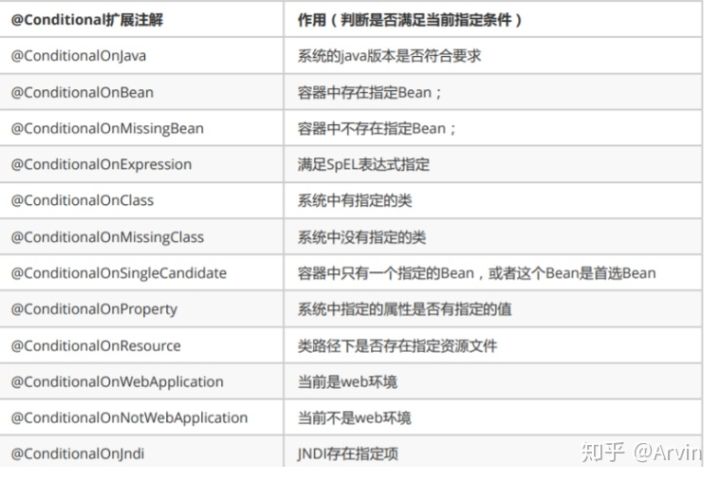 @Conditional扩展注解 作用（判断是否满足当前指定条件）
@ConditionalOnJava 系统的java版本是否符合要求
@ConditionalOnBean 容器中存在指定Bean；
@ConditionalOnMissingBean 容器中不存在指定Bean；
@ConditionalOnExpression 满足SpEL表达式指定
@ConditionalOnClass 系统中有指定的类
@ConditionalOnMissingClass 系统中没有指定的类
@ConditionalOnSingleCandidate 容器中只有一个指定的Bean，或者这个Bean是首选Bean
@ConditionalOnProperty 系统中指定的属性是否有指定的值
@ConditionalOnResource 类路径下是否存在指定资源文件
@ConditionalOnWebApplication 当前是web环境
@ConditionalOnNotWebApplication 当前不是web环境
@ConditionalOnJndi JNDI存在指定项
知乎 @Arvin